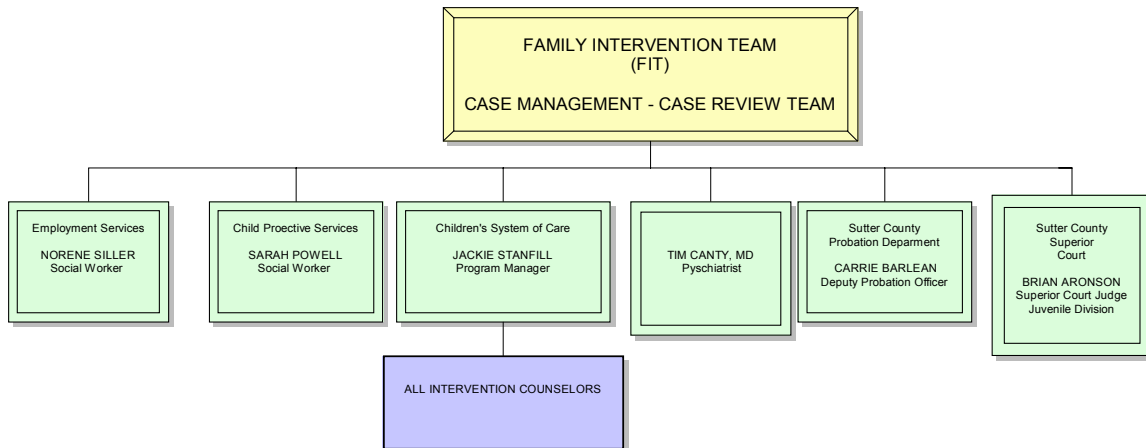 FAMILY INTERVENTION TEAM
(FIT)
CASE MANAGEMENT - CASE REVIEW TEAM
Employment Services
NORENE SILLER
Social Worker
Child Proective Services
SARAH POWELL
Social Worker
Children's System of Care
JACKIE STANFILL
Program Manager
TIM CANTY, MD
Pyschiatrist
Sutter County
Probation Deparment
CARRIE BARLEAN
Deputy Probation Officer
Sutter County
Superior
Court
BRIAN ARONSON
Superior Court Judge
Juvenile Division
ALL INTERVENTION COUNSELORS